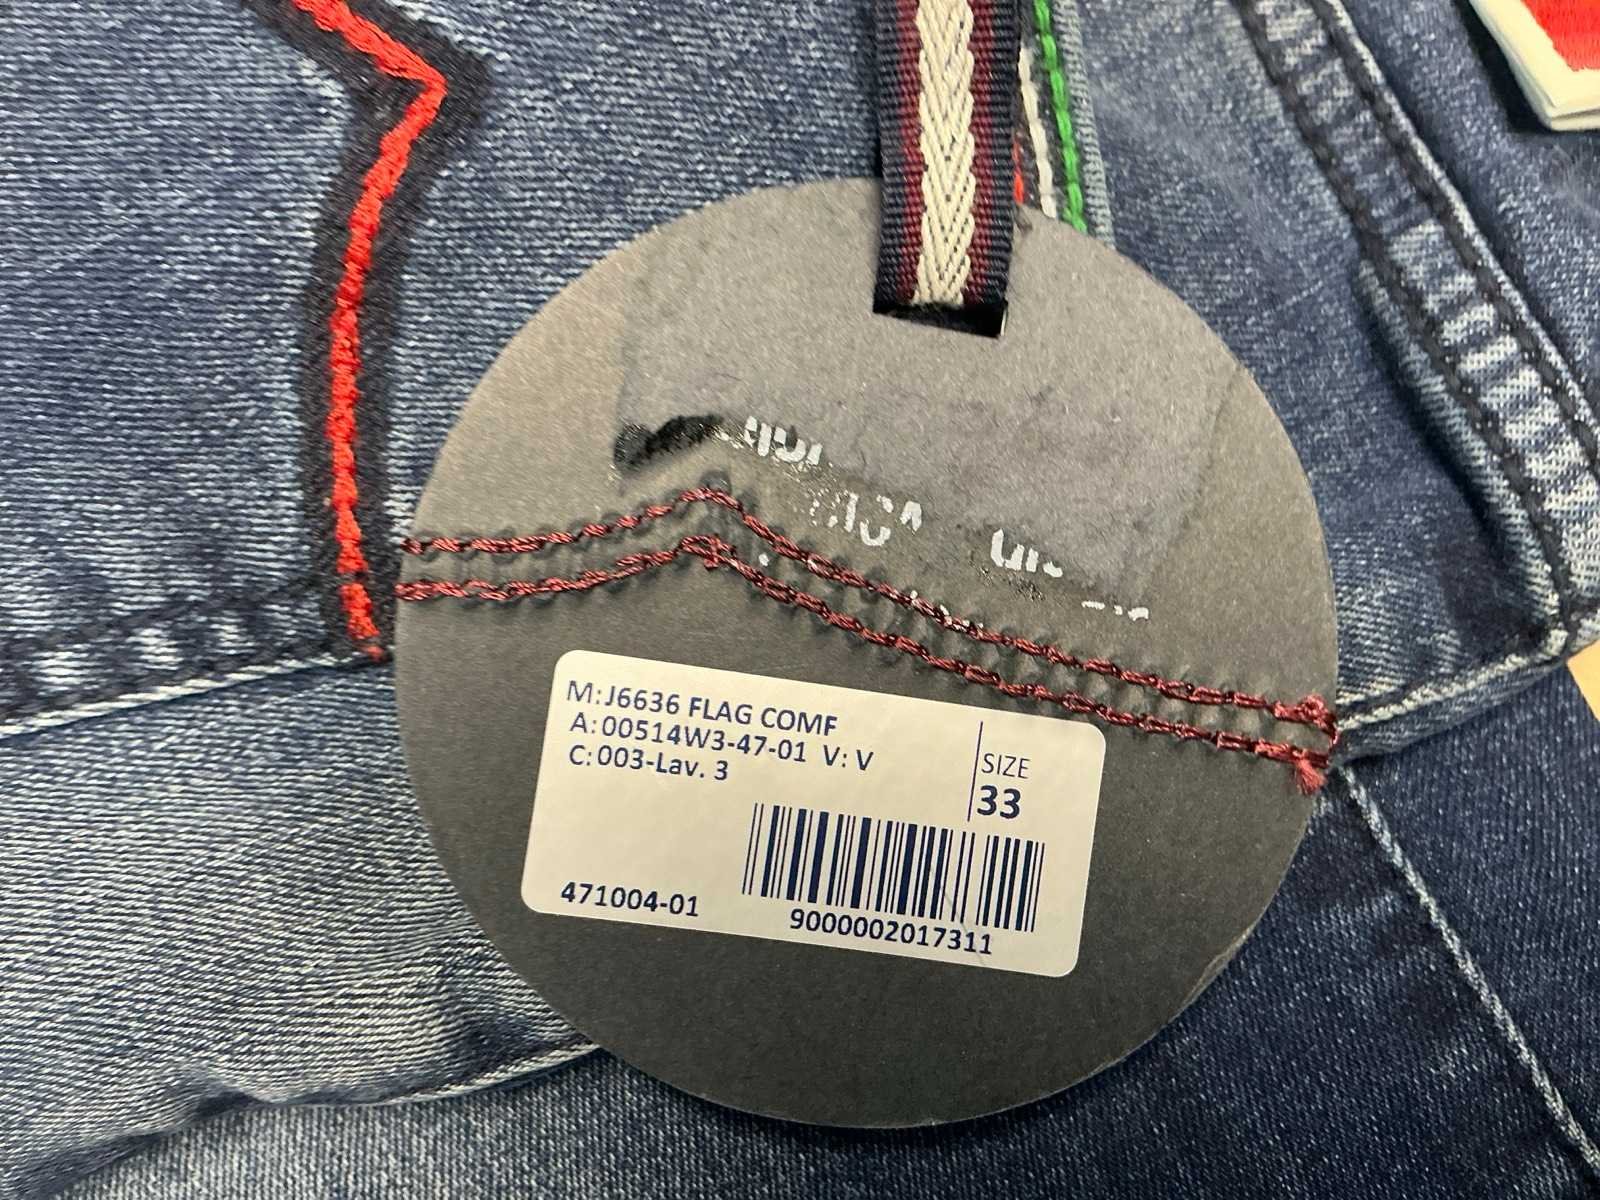 M:J6636 FLAG COMF
A:00514W3-47-01 V: V
C:003-Lav. 3
SIZE
33
471004-01
9000002017311